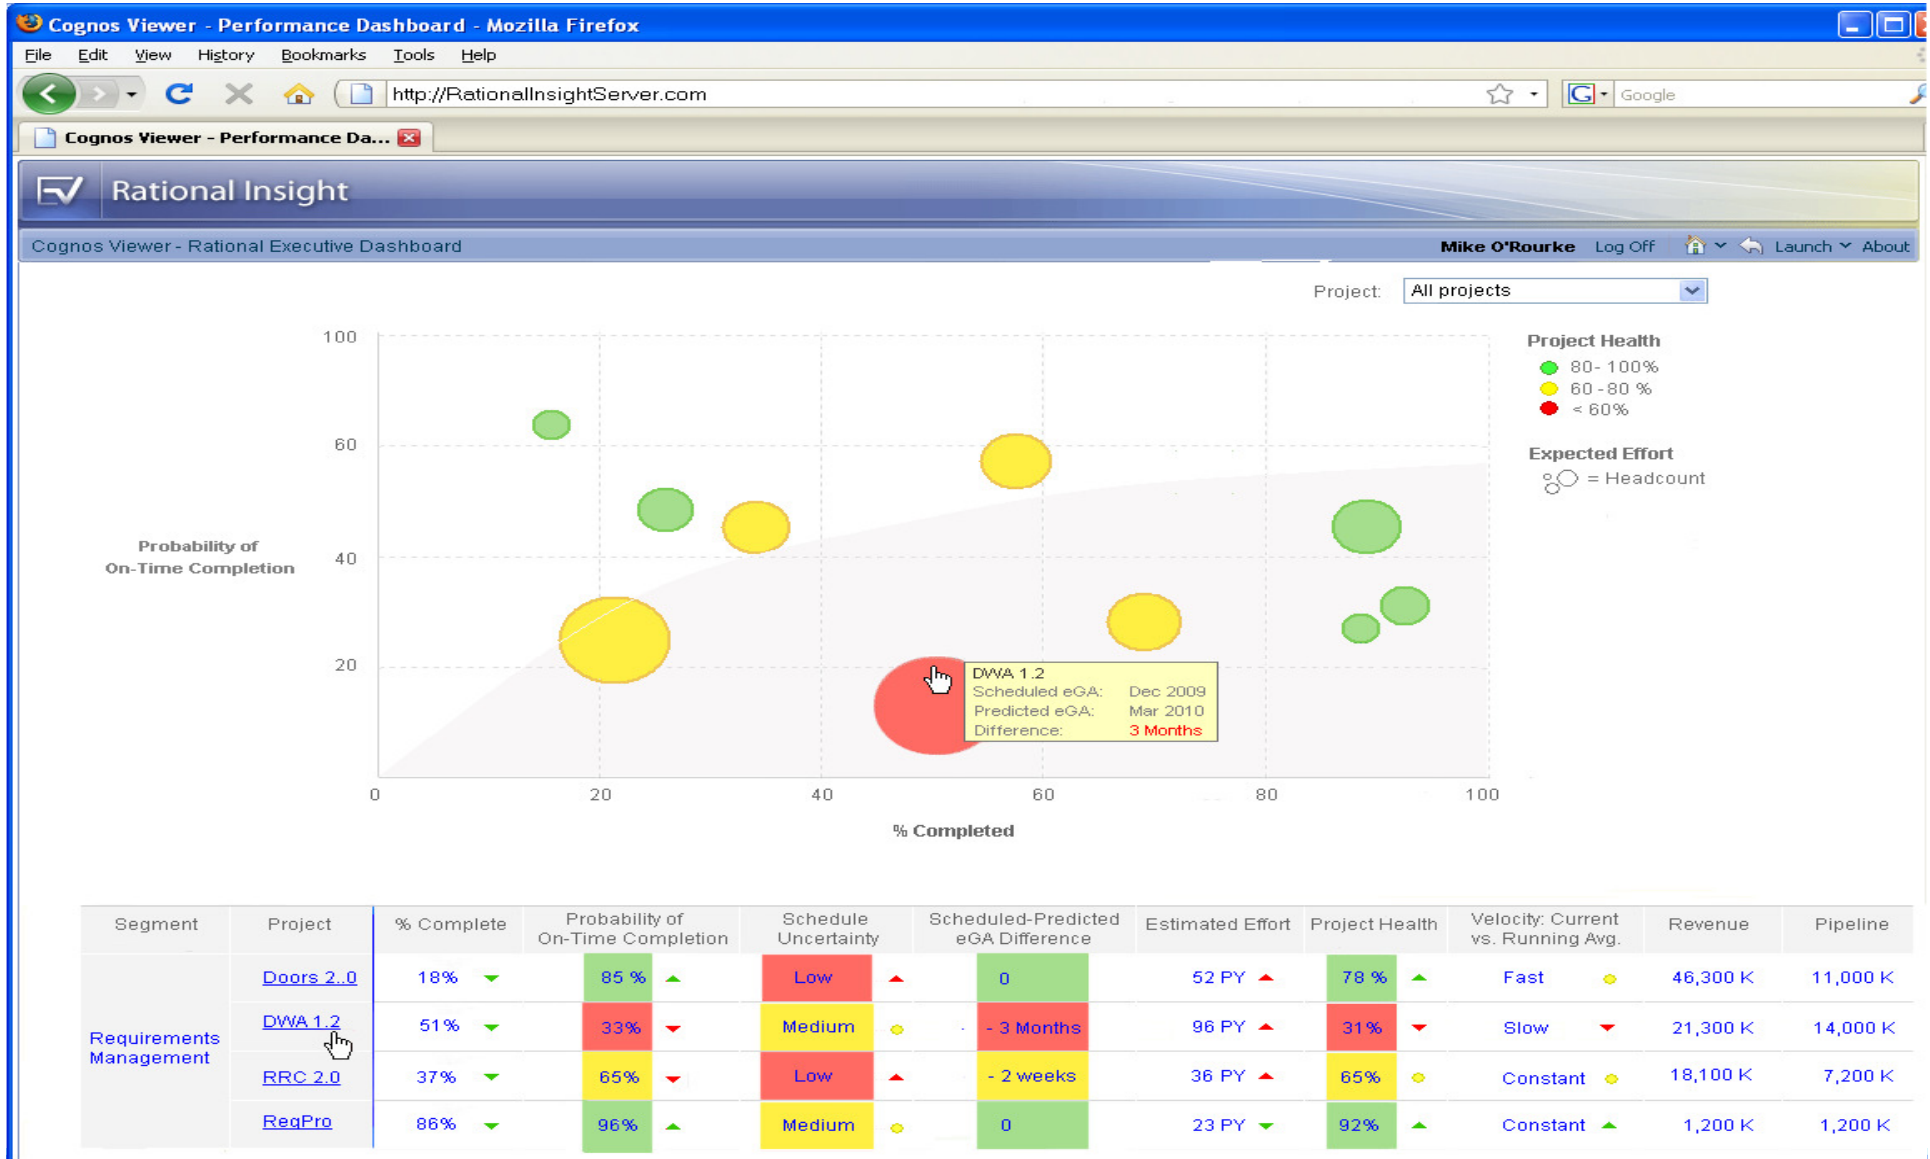 Cognos Viewer - Performance Dashboard - Mozilla Firefox
File Edit View History Bookmarks Tools Help
http://RationalInsightServer.com
Google
Cognos Viewer - Performance Da...
Rational Insight
Cognos Viewer - Rational Executive Dashboard
Mike O'Rourke Log Off Launch About
Project: All projects
100
60
40
20
Probability of
On-Time Completion
0 20 40 60 80 100
% Completed
Project Health
80- 100%
60 -80 %
< 60%
Expected Effort
= Headcount
DWA 1.2
Scheduled eGA: Dec 2009
Predicted eGA: Mar 2010
Difference: 3 Months
Segment Project % Complete Probability of On-Time Completion Schedule Uncertainty Scheduled-Predicted eGA Difference Estimated Effort Project Health Velocity: Current vs. Running Avg. Revenue Pipeline
Requirements
Management
Doors 2..0 18% 85 % Low 0 52 PY 78 % Fast 46,300 K 11,000 K
DWA 1.2 51% 33% Medium - 3 Months 96 PY 31% Slow 21,300 K 14,000 K
RRC 2.0 37% 65% Low - 2 weeks 36 PY 65% Constant 18,100 K 7,200 K
ReqPro 86% 96% Medium 0 23 PY 92% Constant 1,200 K 1,200 K